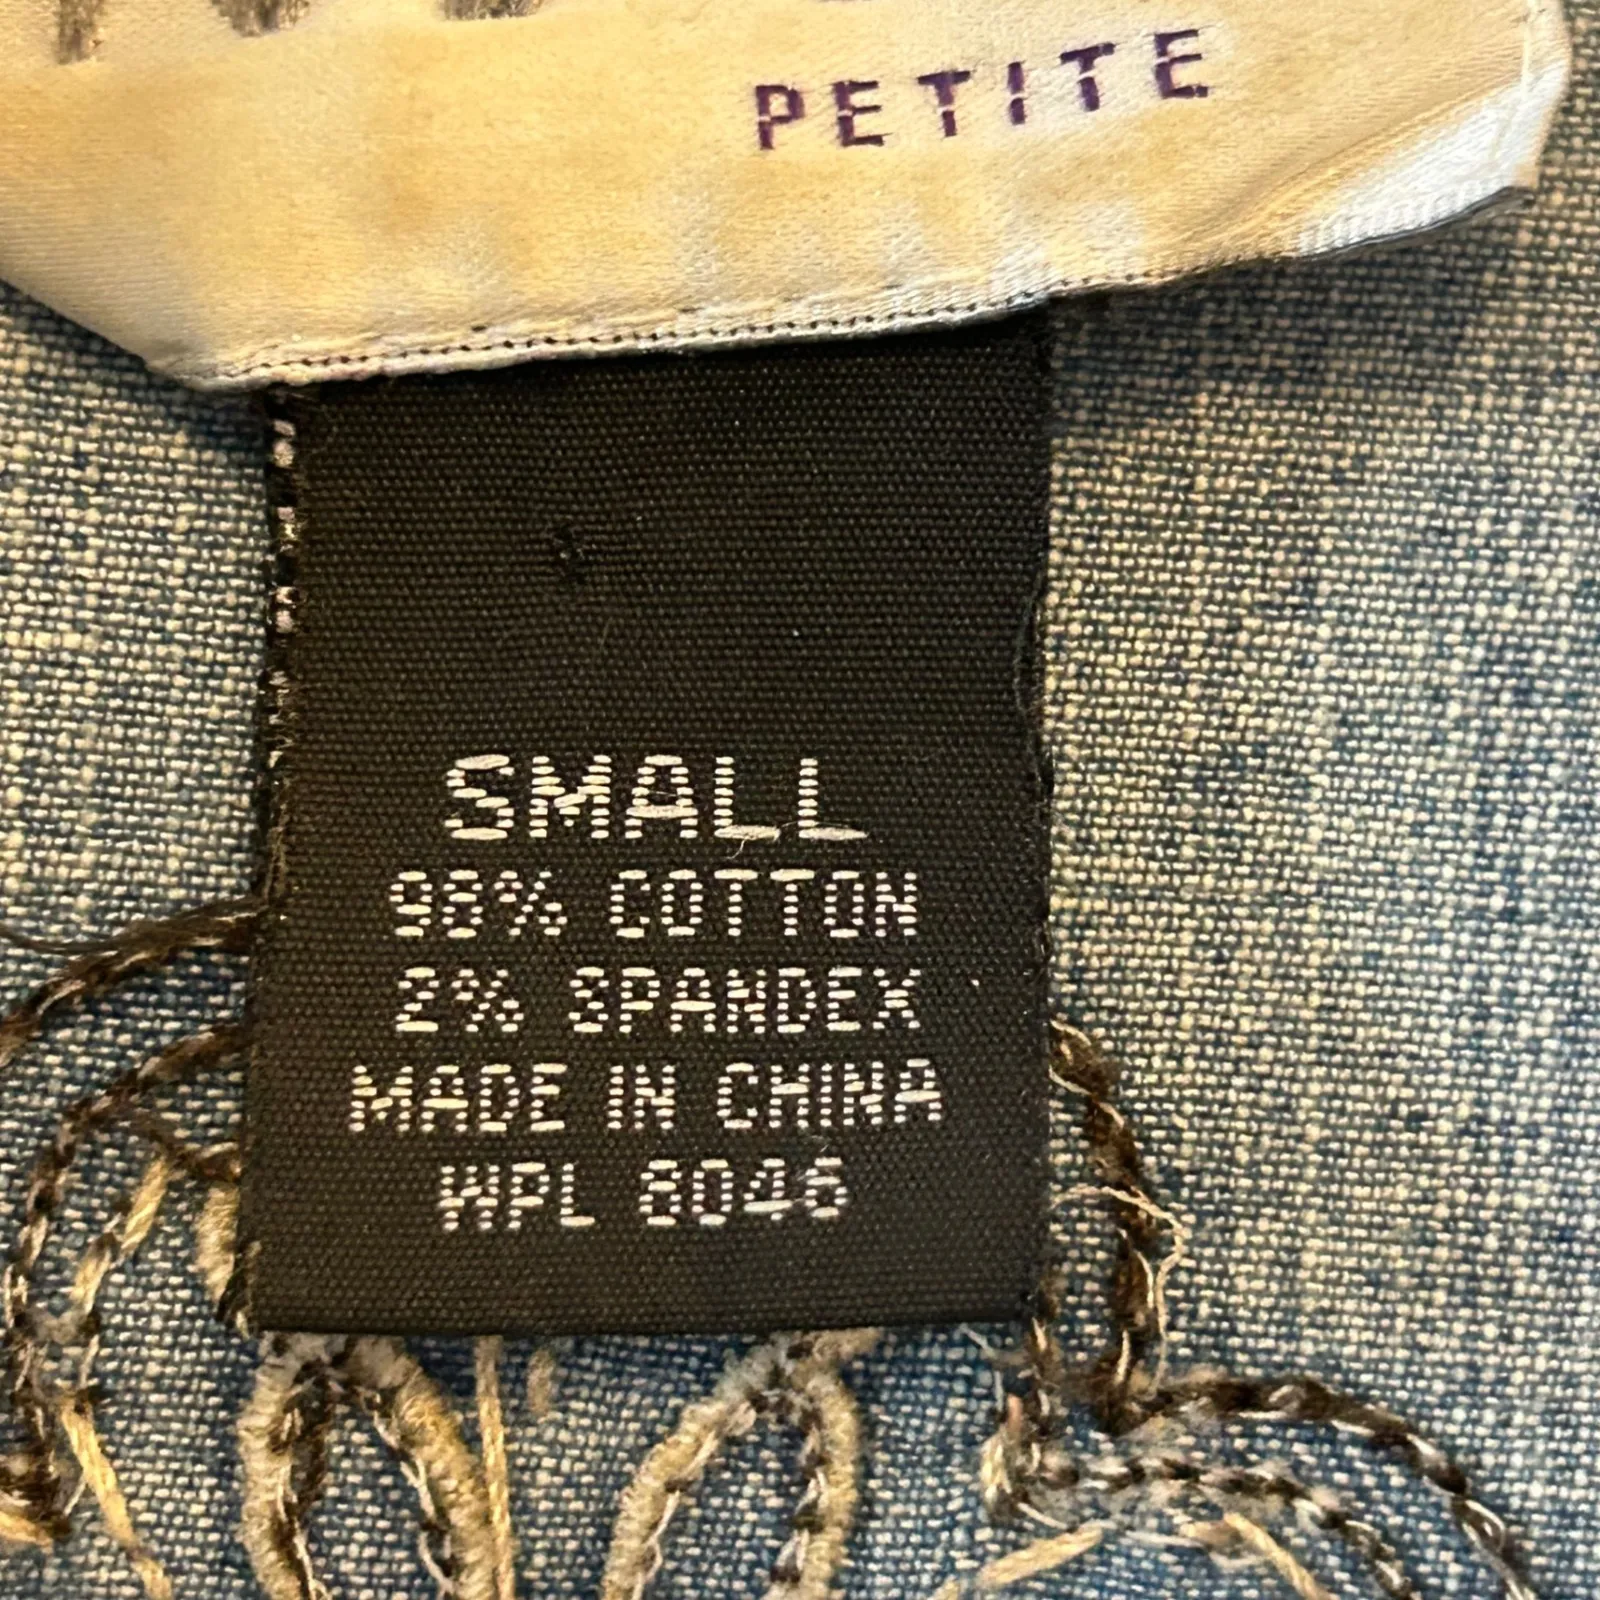 PETITE
SMALL
98% COTTON
2% SPANDEX
MADE IN CHINA
WPL 8046